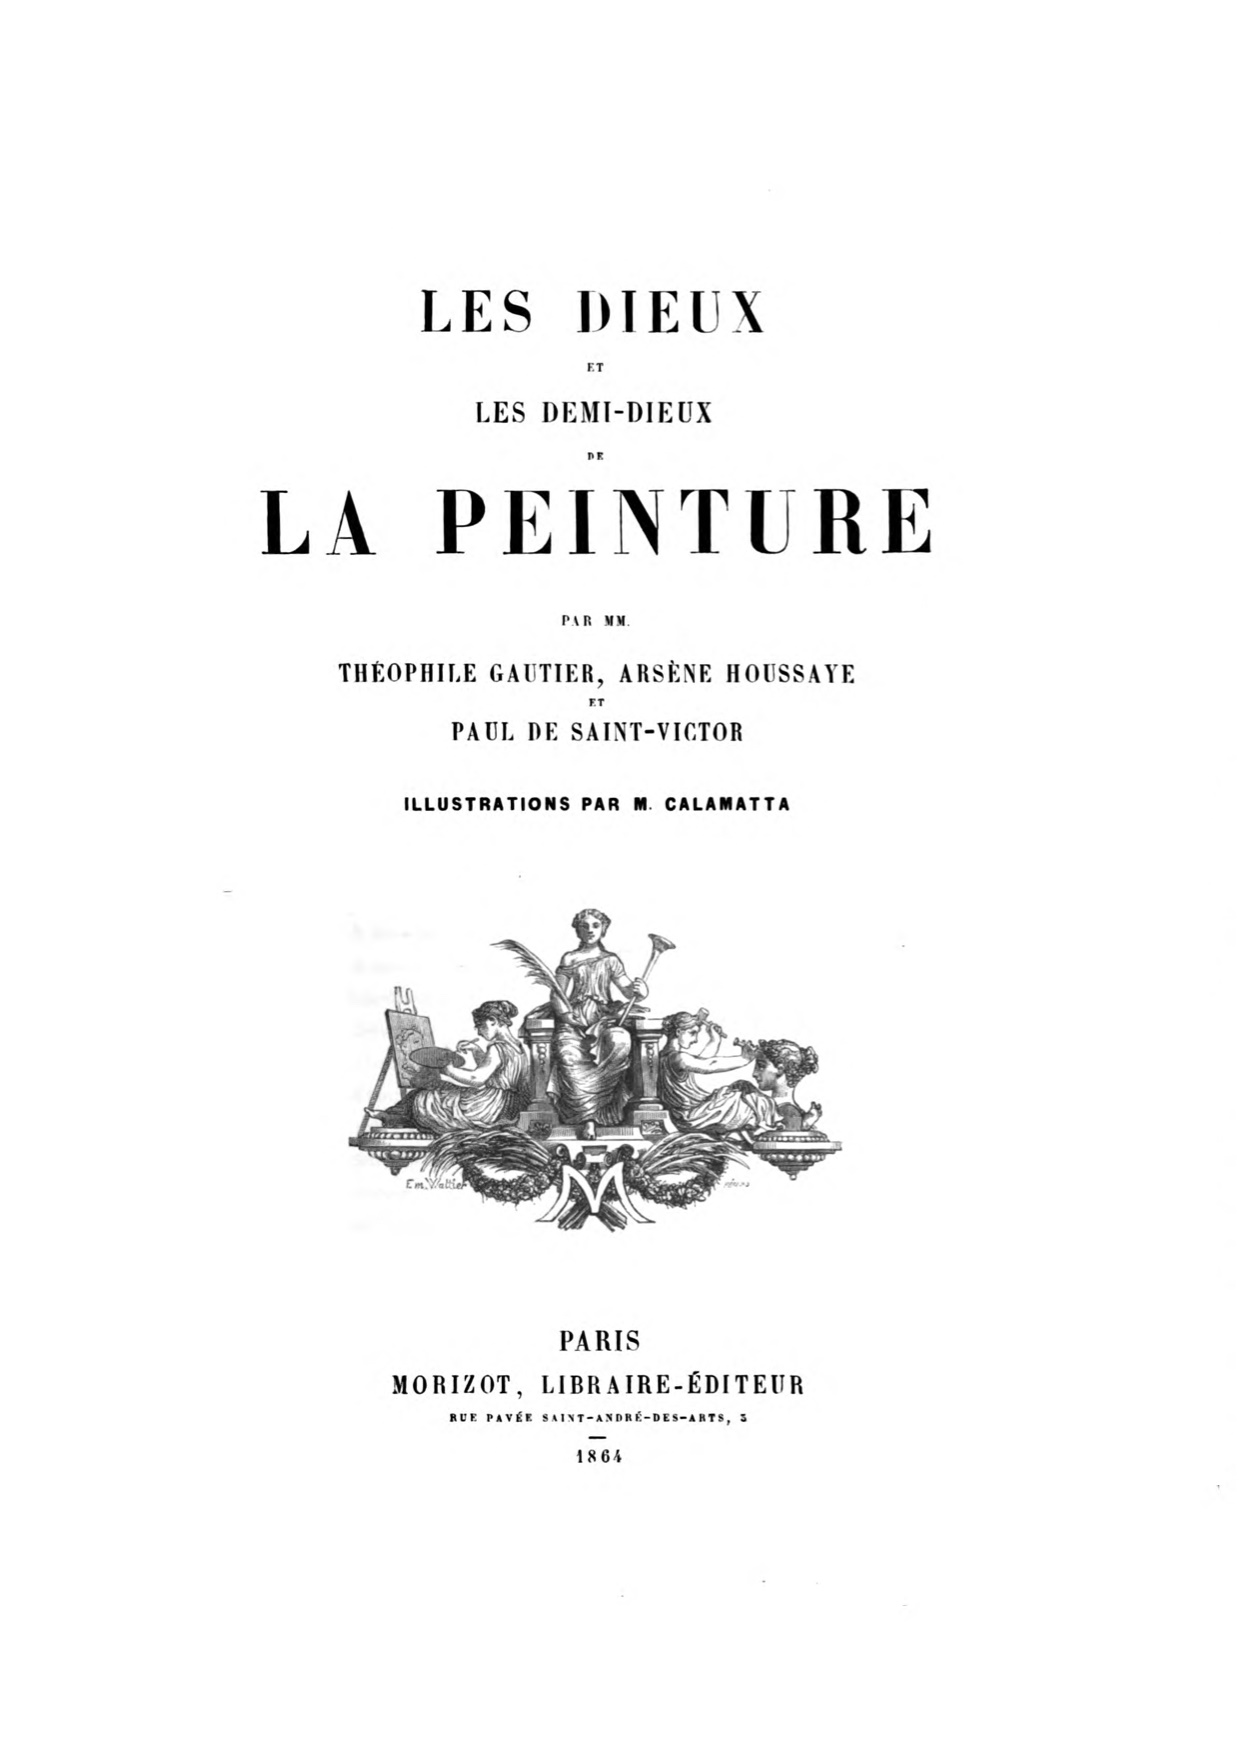 LES DIEUX
ET
LES DEMI-DIEUX
DE
LA PEINTURE
PAR MM.
THÉOPHILE GAUTIER, ARSÈNE HOUSSAYE
ET
PAUL DE SAINT-VICTOR
ILLUSTRATIONS PAR M. CALAMATTA
Em. Wattier
M
PARIS
MORIZOT, LIBRAIRE-ÉDITEUR
RUE PAVÉE SAINT-ANDRÉ-DES-ARTS, 3
1864